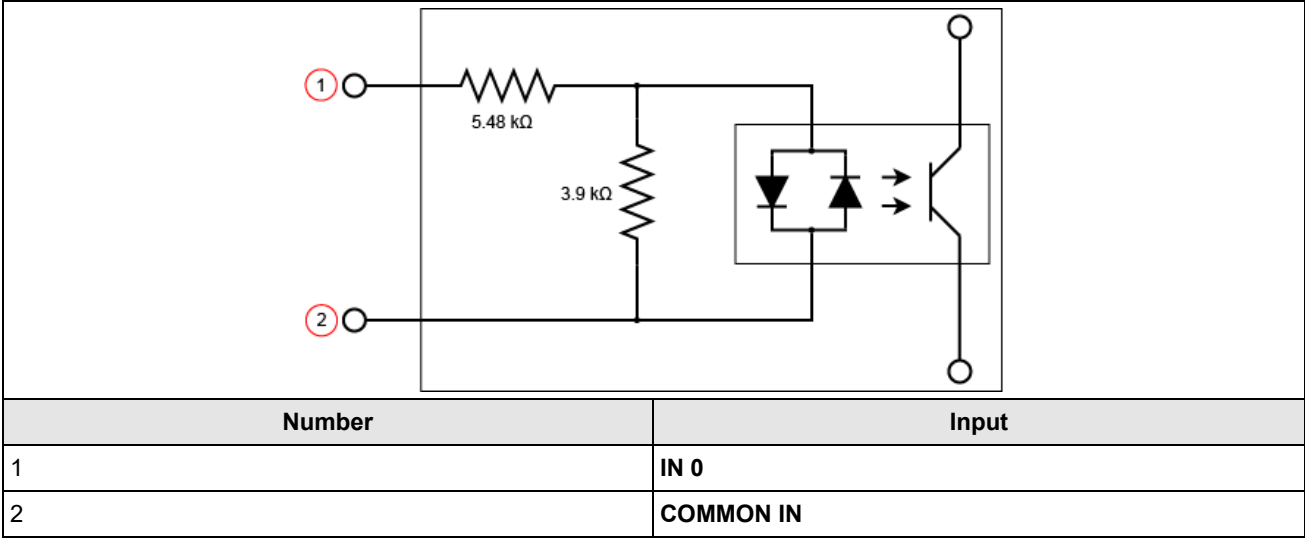 1
5.48 kΩ
3.9 kΩ
2
Number Input
1 IN 0
2 COMMON IN